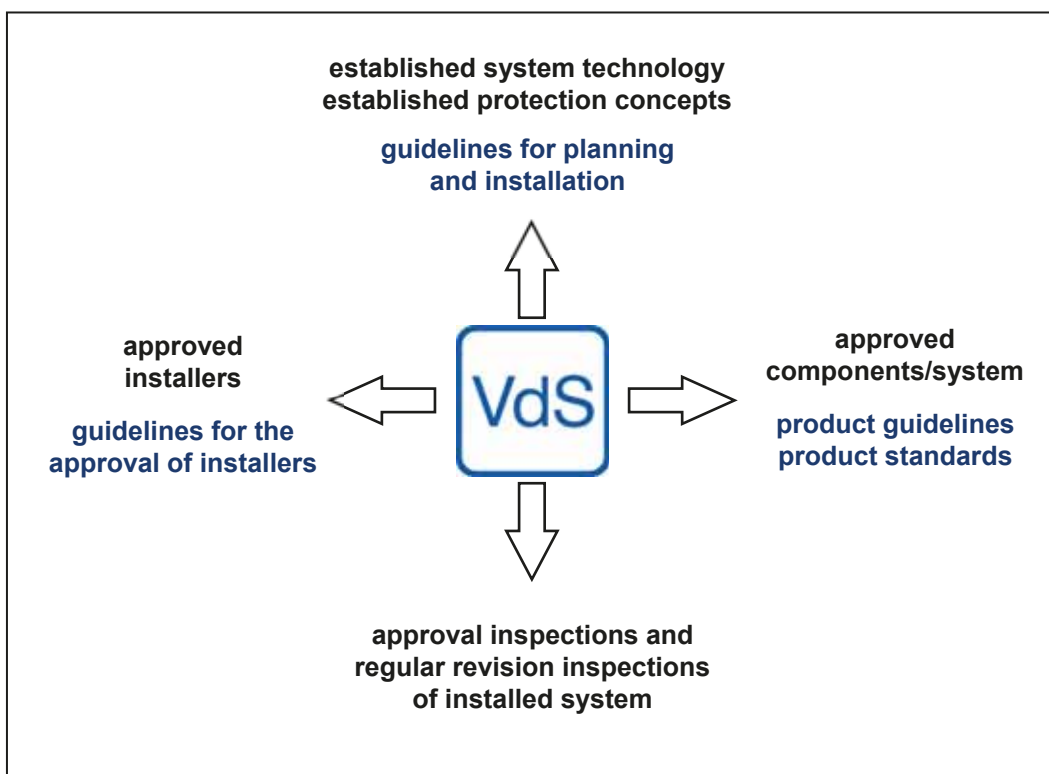 established system technology
established protection concepts
guidelines for planning
and installation
approved
installers
guidelines for the
approval of installers
VdS
approved
components/system
product guidelines
product standards
approval inspections and
regular revision inspections
of installed system